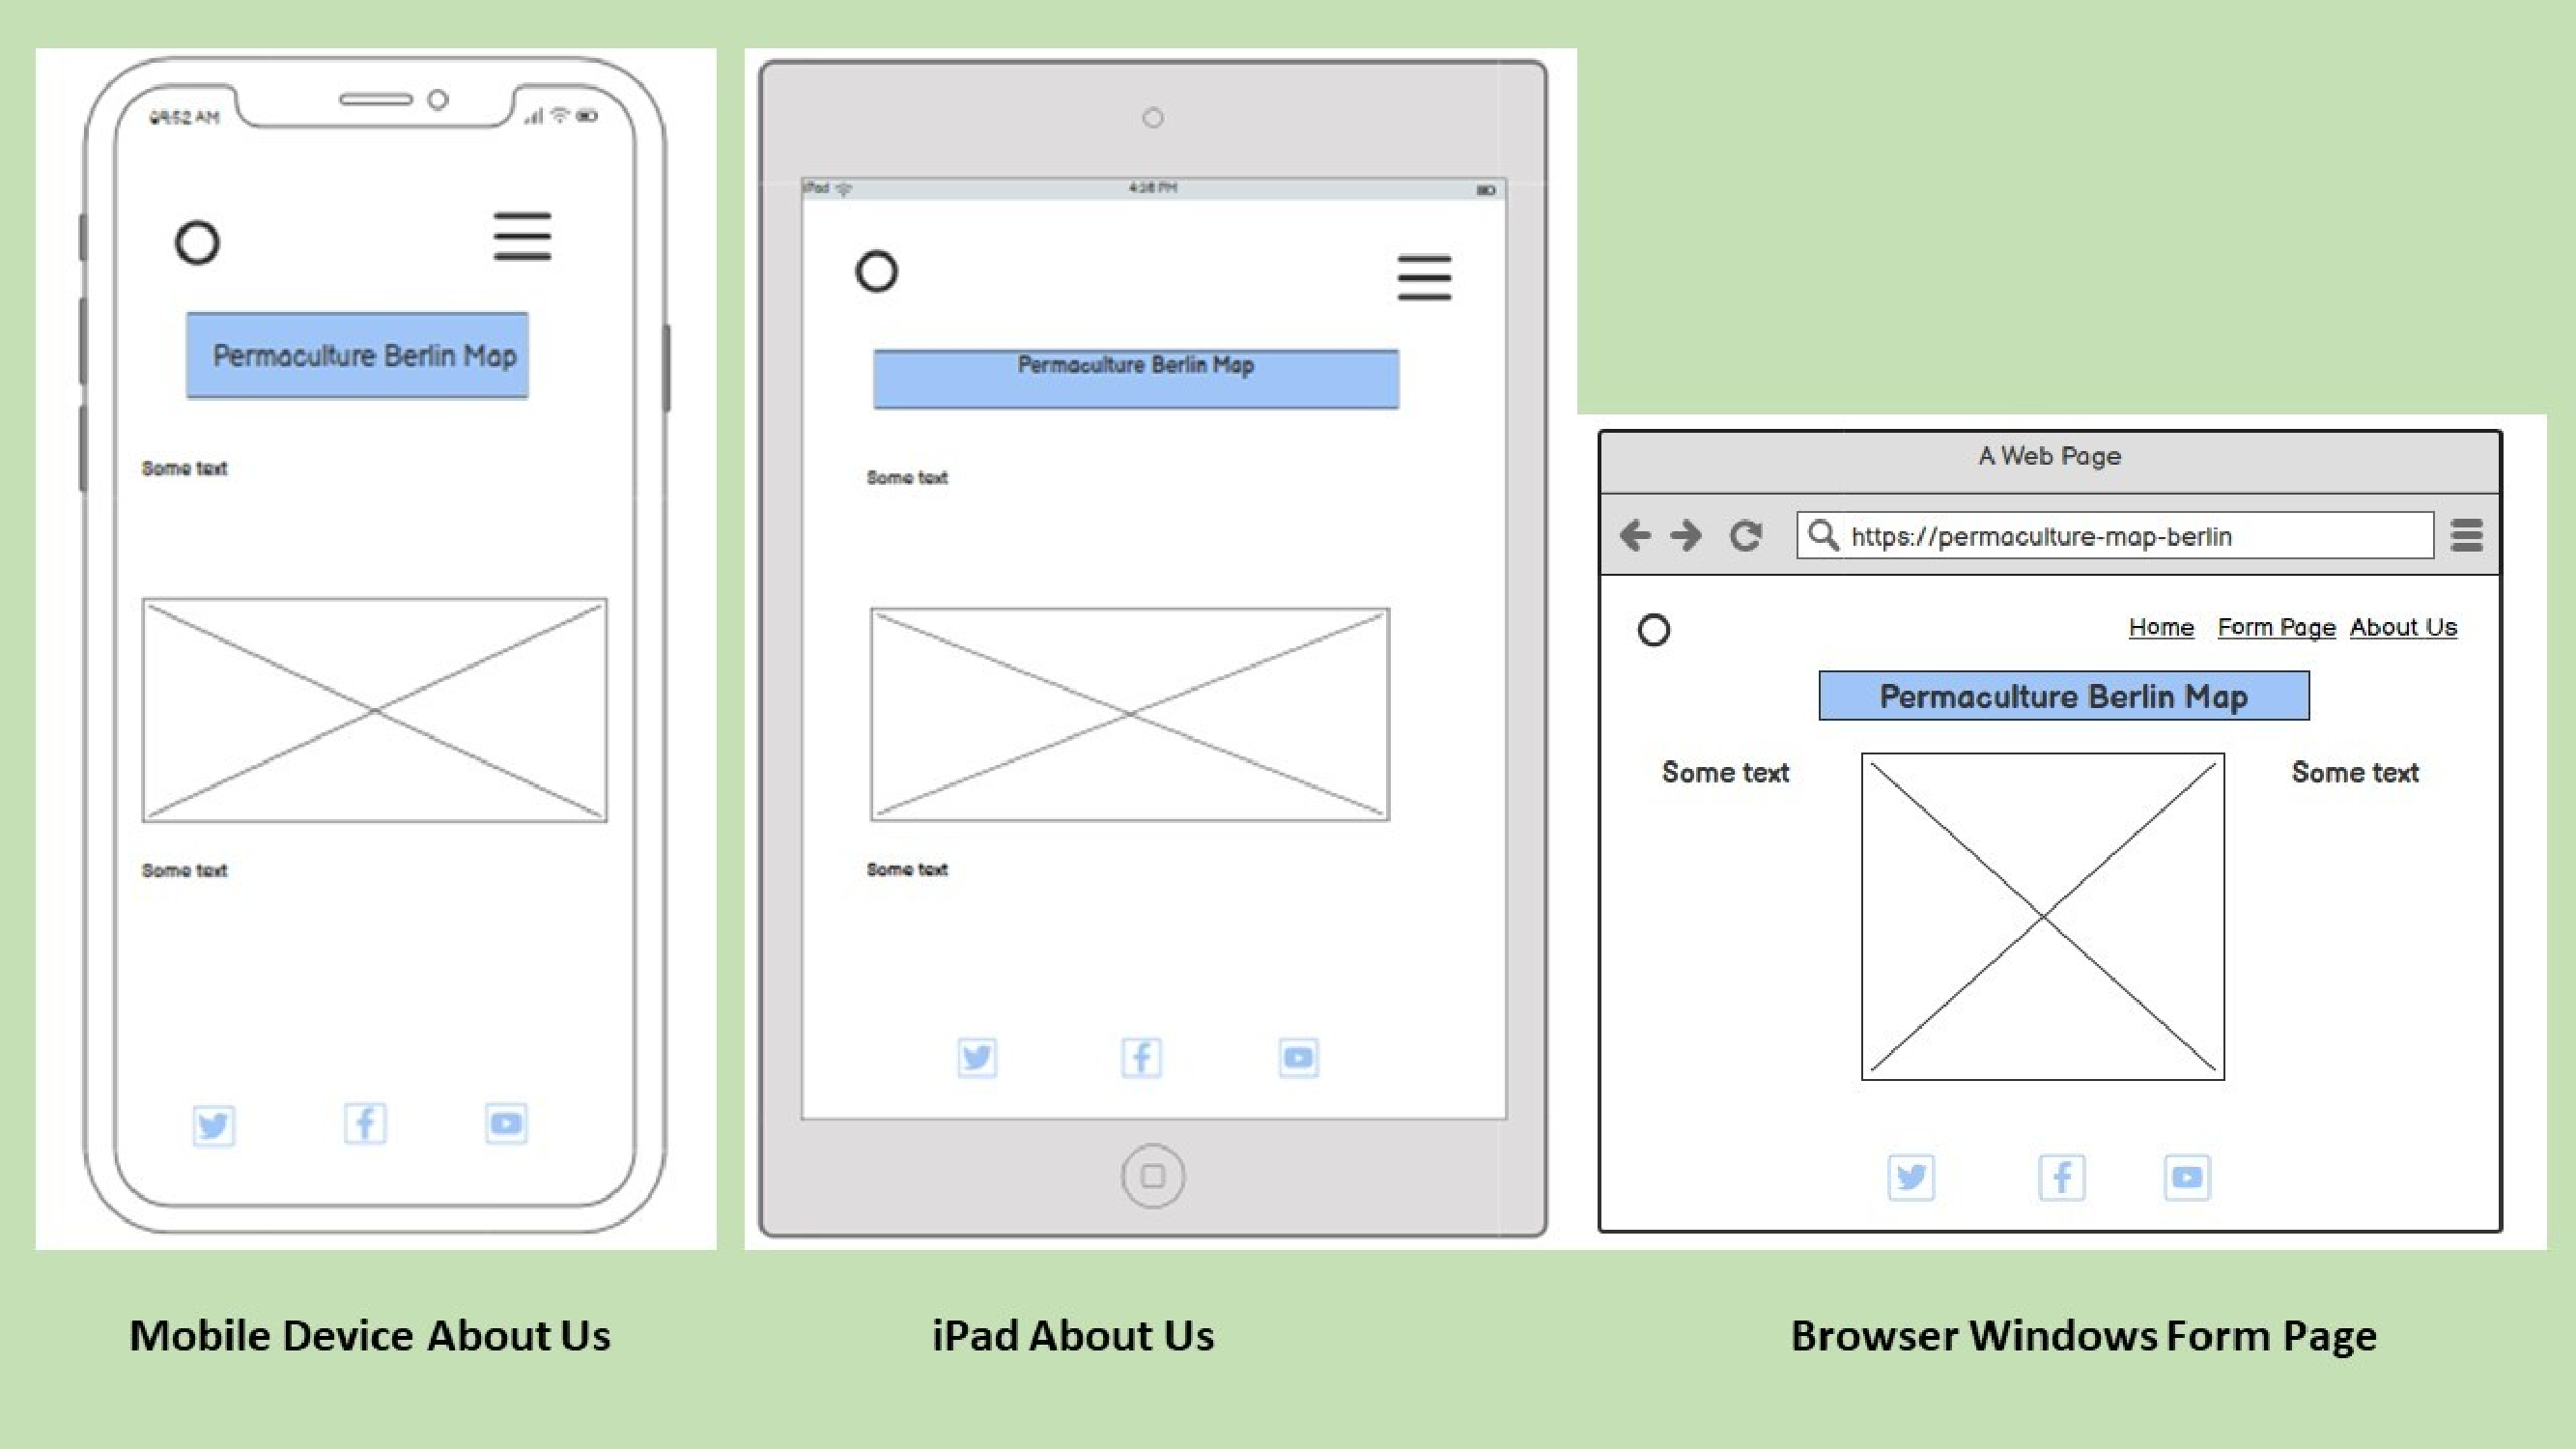 09:52 AM
Permaculture Berlin Map
Some text
Some text
iPad
4:38 PM
Permaculture Berlin Map
Some text
Some text
A Web Page
https://permaculture-map-berlin
Home Form Page About Us
Permaculture Berlin Map
Some text Some text
Mobile Device About Us
iPad About Us
Browser Windows Form Page